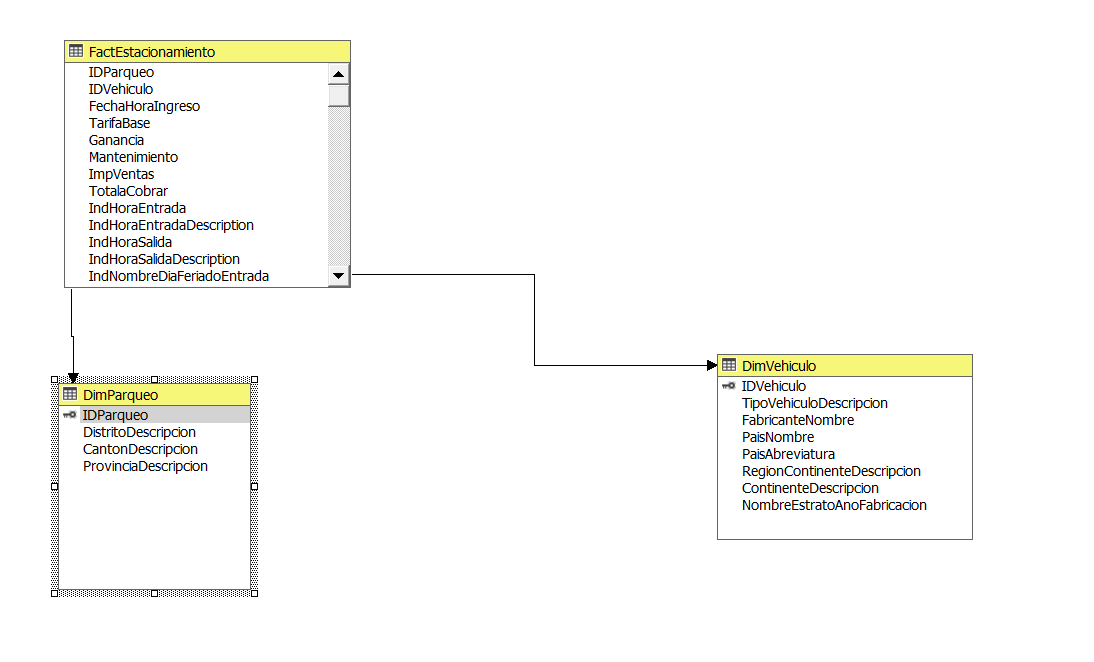 FactEstacionamiento
IDParqueo
IDVehiculo
FechaHoraIngreso
TarifaBase
Ganancia
Mantenimiento
ImpVentas
TotalaCobrar
IndHoraEntrada
IndHoraEntradaDescription
IndHoraSalida
IndHoraSalidaDescription
IndNombreDiaFeriadoEntrada
DimParqueo
IDParqueo
DistritoDescripcion
CantonDescripcion
ProvinciaDescripcion
DimVehiculo
IDVehiculo
TipoVehiculoDescripcion
FabricanteNombre
PaisNombre
PaisAbreviatura
RegionContinenteDescripcion
ContinenteDescripcion
NombreEstratoAnoFabricacion